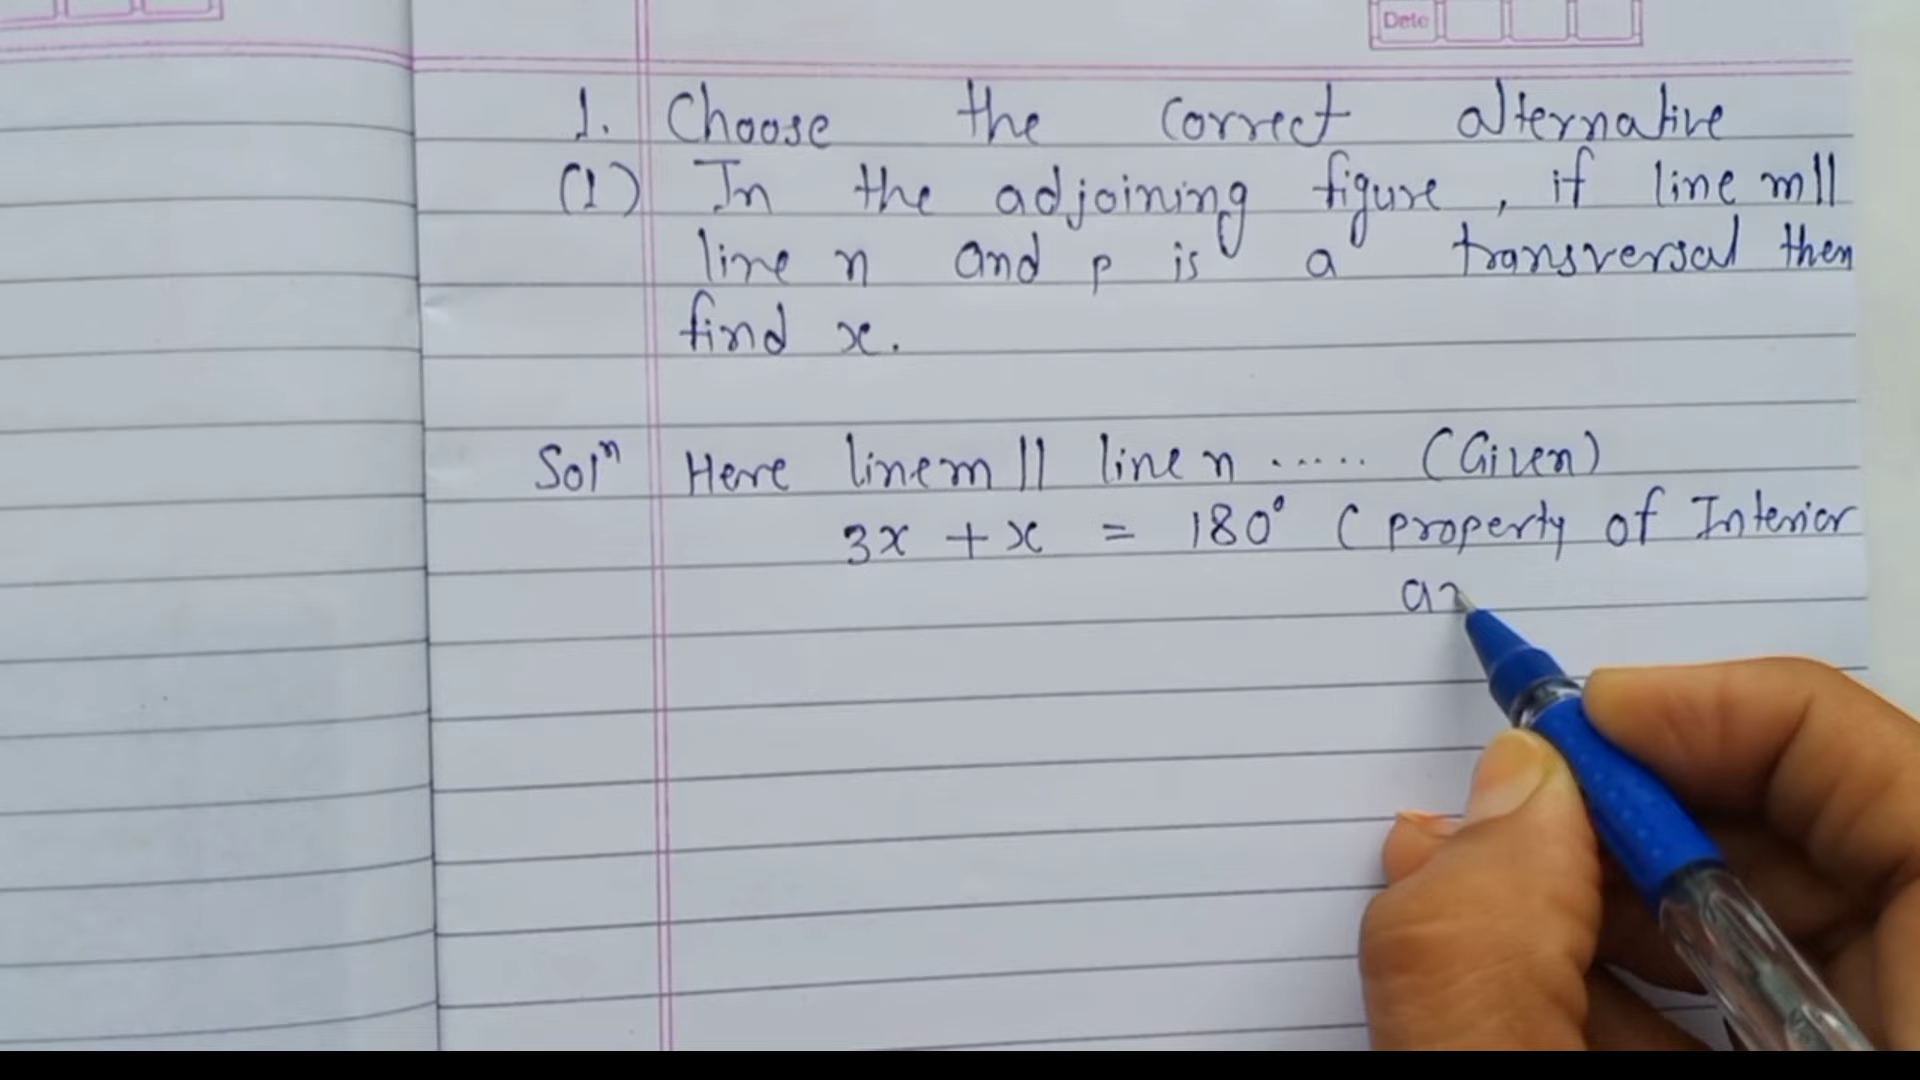 Date
1. Choose the correct alternative
(1) In the adjoining figure, if line m ||
line n and p is a transversal then
find x.
Solⁿ Here line m || line n ..... (Given)
3x + x = 180° (property of Interior